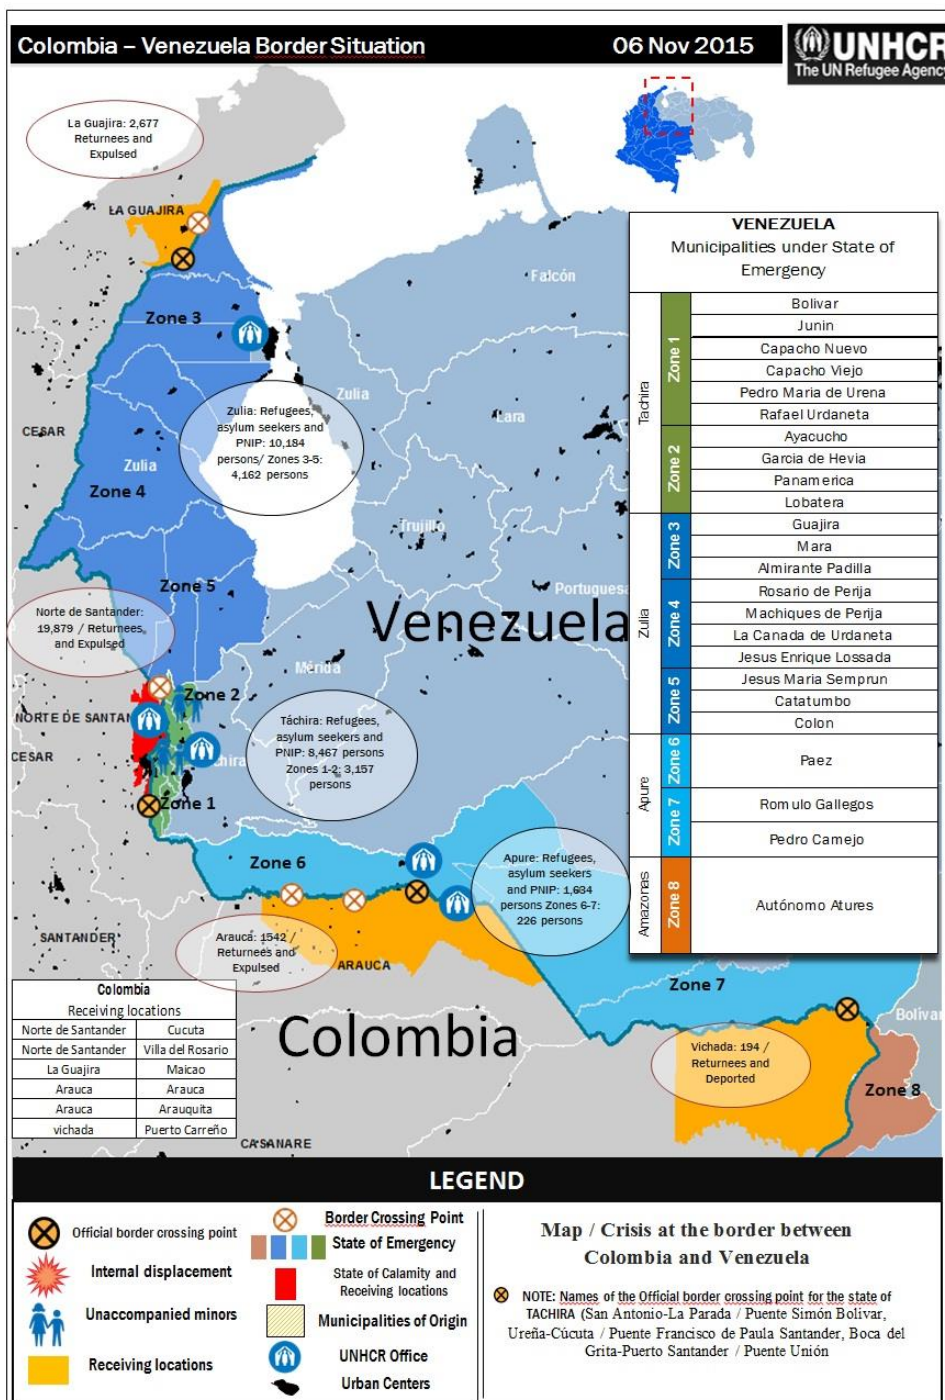 Colombia – Venezuela Border Situation
06 Nov 2015
UNHCR
The UN Refugee Agency
La Guajira: 2,677
Returnees and
Expulsed
LA GUAJIRA
Zone 3
Falcón
Zulia
Lara
Zulia: Refugees,
asylum seekers and
PNIP: 10,184
persons/ Zones 3-5:
4,162 persons
CESAR
Zulia
Zone 4
Trujillo
Zone 5
Portuguesa
Norte de Santander:
19,879 / Returnees
and Expulsed
Venezuela
Mérida
Zone 2
NORTE DE SANTAN
Táchira: Refugees,
asylum seekers and
PNIP: 8,467 persons
Zones 1-2: 3,157
persons
CESAR
chira
Zone 1
Zone 6
Apure: Refugees,
asylum seekers
and PNIP: 1,634
persons Zones 6-7:
226 persons
SANTANDER
Arauca: 1542 /
Returnees and
Expulsed
ARAUCA
Zone 7
Bolívar
Colombia
Vichada: 194 /
Returnees and
Deported
Zone 8
CASANARE
VENEZUELA
Municipalities under State of
Emergency
Tachira
Zone 1
Bolivar
Junin
Capacho Nuevo
Capacho Viejo
Pedro Maria de Urena
Rafael Urdaneta
Zone 2
Ayacucho
Garcia de Hevia
Panamerica
Lobatera
Zulia
Zone 3
Guajira
Mara
Almirante Padilla
Zone 4
Rosario de Perija
Machiques de Perija
La Canada de Urdaneta
Jesus Enrique Lossada
Zone 5
Jesus Maria Semprun
Catatumbo
Colon
Apure
Zone 6
Paez
Zone 7
Romulo Gallegos
Pedro Camejo
Amazonas
Zone 8
Autónomo Atures
Colombia
Receiving locations
Norte de Santander Cucuta
Norte de Santander Villa del Rosario
La Guajira Maicao
Arauca Arauca
Arauca Arauquita
vichada Puerto Carreño
LEGEND
Official border crossing point
Internal displacement
Unaccompanied minors
Receiving locations
Border Crossing Point
State of Emergency
State of Calamity and
Receiving locations
Municipalities of Origin
UNHCR Office
Urban Centers
Map / Crisis at the border between
Colombia and Venezuela
NOTE: Names of the Official border crossing point for the state of
TACHIRA (San Antonio-La Parada / Puente Simón Bolivar,
Ureña-Cúcuta / Puente Francisco de Paula Santander, Boca del
Grita-Puerto Santander / Puente Unión